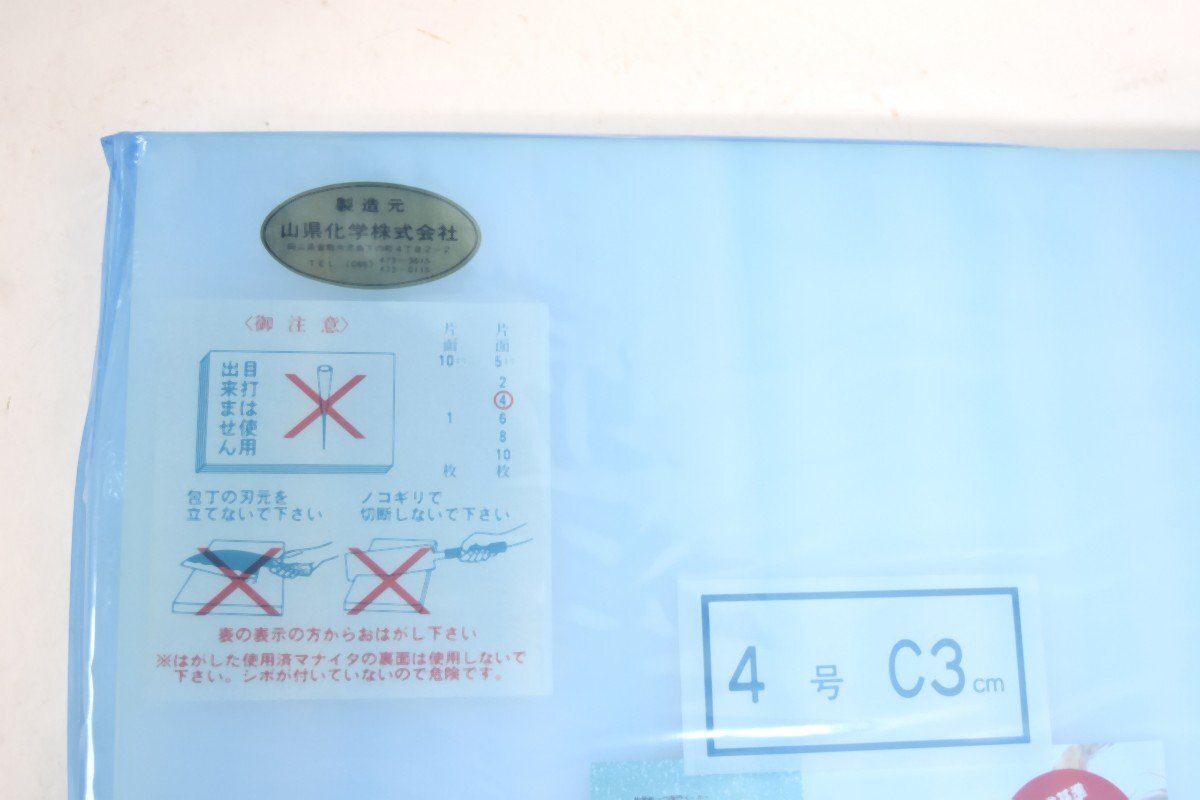 製造元
山県化学株式会社
TEL (086)
〈御注意〉
目打は使用
出来ません
片面10
1
枚
片面5
2
4
6
8
10
枚
包丁の刃元を
立てないで下さい
ノコギリで
切断しないで下さい
表の表示の方からおはがし下さい
※はがした使用済マナイタの裏面は使用しないで
下さい。シボが付いていないので危険です。
4号 C3cm